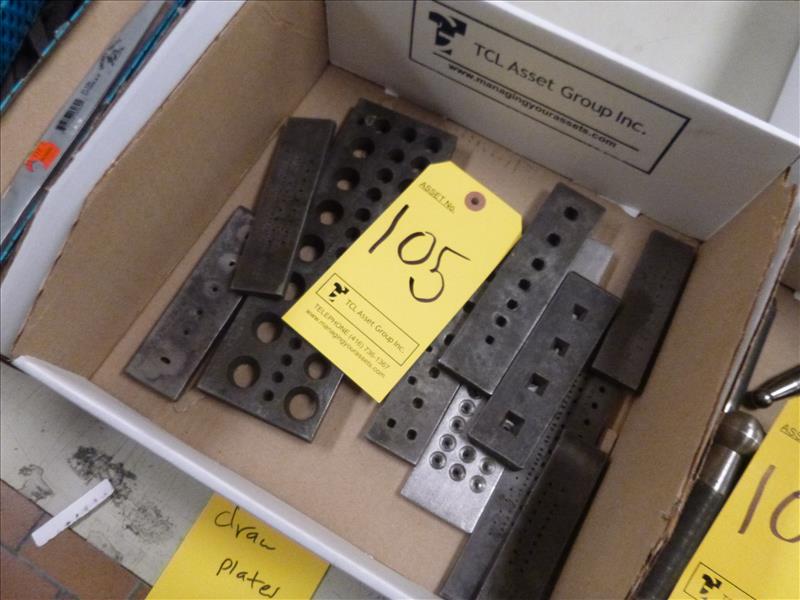 TCL Asset Group Inc.
www.managingyourassets.com
ASSET No.
105
TCL Asset Group Inc.
TELEPHONE (416) 736-1367
www.managingyourassets.com
draw
plates
10